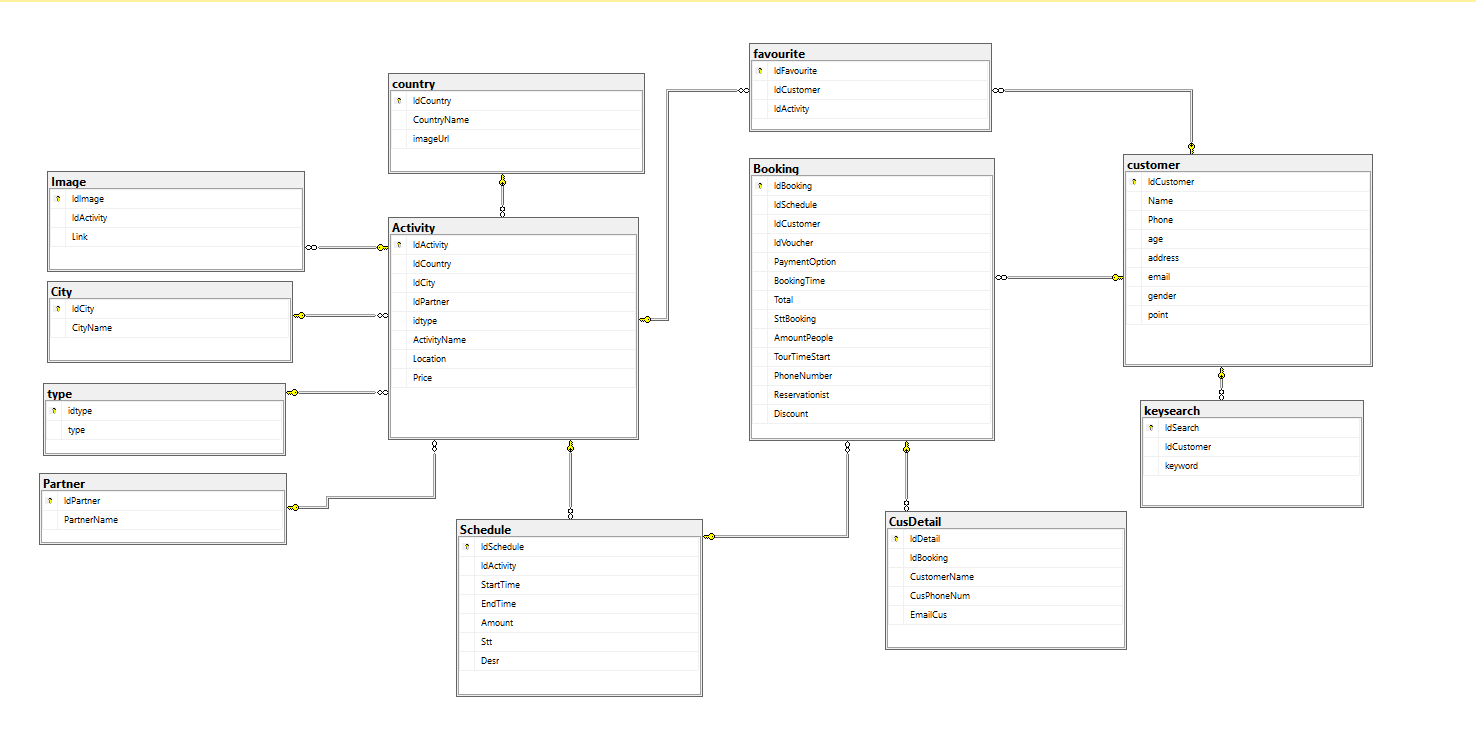 favourite
IdFavourite
IdCustomer
IdActivity
country
IdCountry
CountryName
imageUrl
Booking
IdBooking
IdSchedule
IdCustomer
IdVoucher
PaymentOption
BookingTime
Total
SttBooking
AmountPeople
TourTimeStart
PhoneNumber
Reservationist
Discount
customer
IdCustomer
Name
Phone
age
address
email
gender
point
Image
IdImage
IdActivity
Link
Activity
IdActivity
IdCountry
IdCity
IdPartner
idtype
ActivityName
Location
Price
City
IdCity
CityName
type
idtype
type
keysearch
IdSearch
IdCustomer
keyword
Partner
IdPartner
PartnerName
Schedule
IdSchedule
IdActivity
StartTime
EndTime
Amount
Stt
Desr
CusDetail
IdDetail
IdBooking
CustomerName
CusPhoneNum
EmailCus